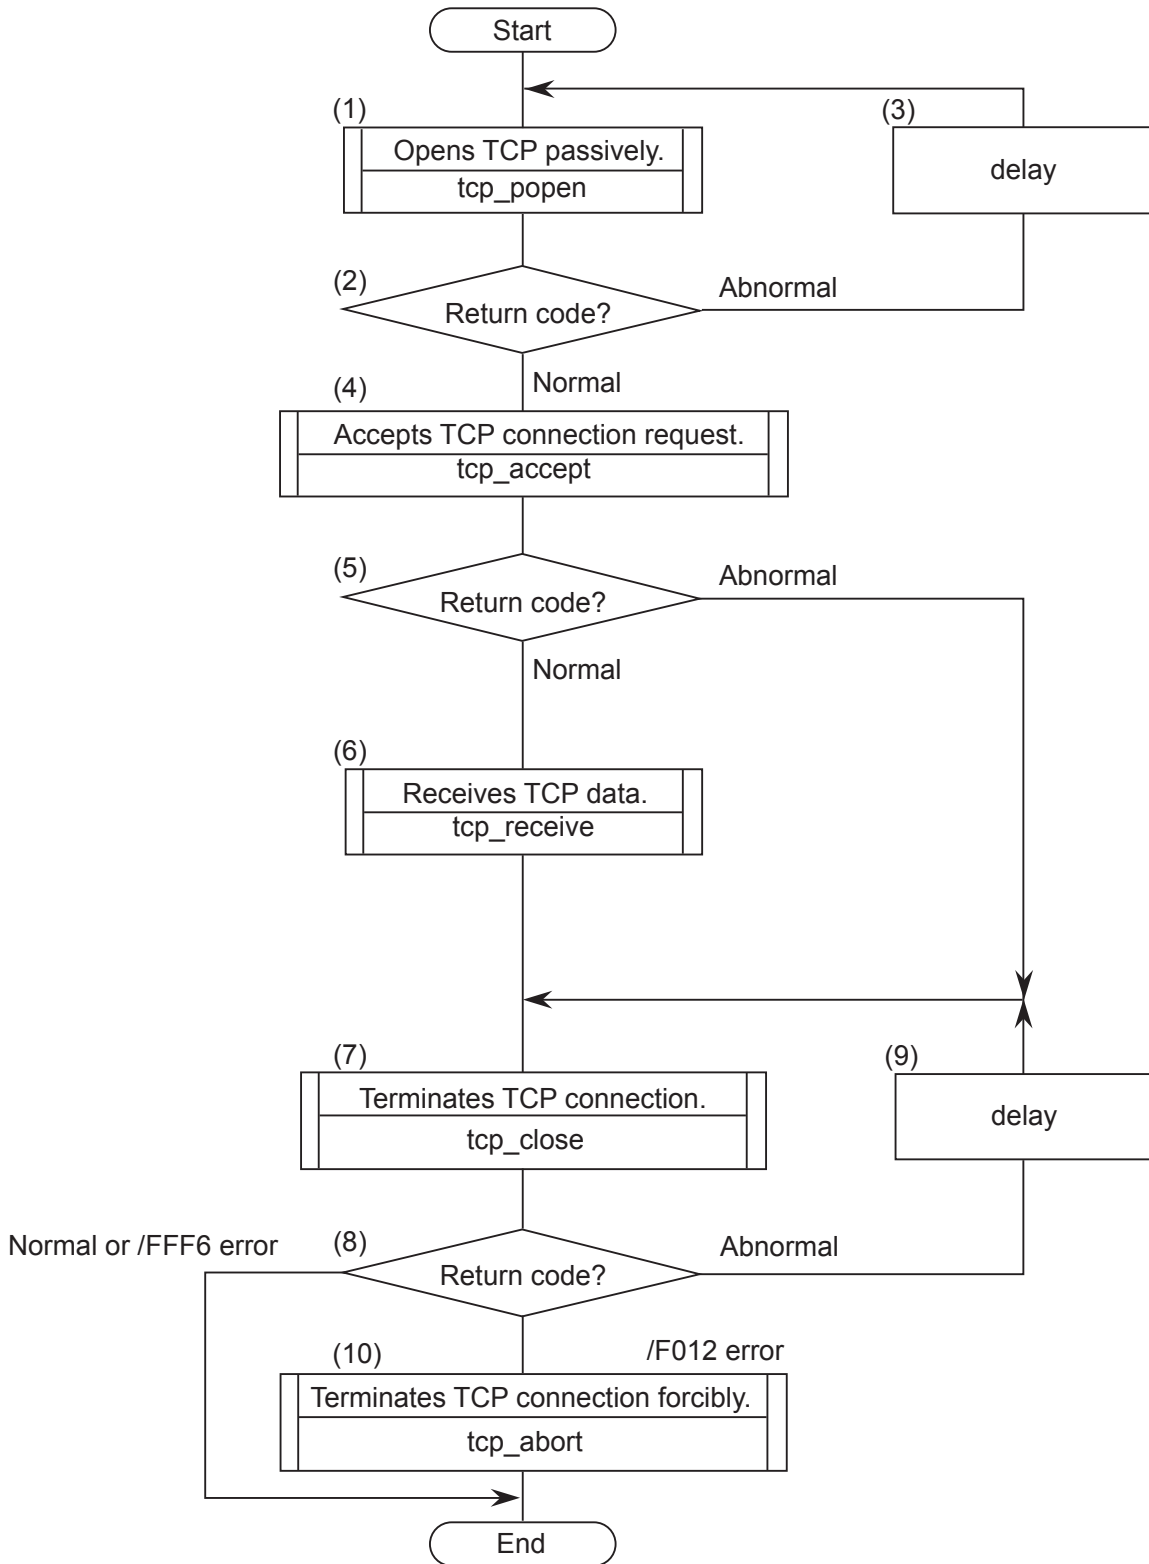 Start
(1)
(3)
Opens TCP passively.
tcp_popen
delay
(2)
Return code?
Abnormal
Normal
(4)
Accepts TCP connection request.
tcp_accept
(5)
Return code?
Abnormal
Normal
(6)
Receives TCP data.
tcp_receive
(7)
(9)
Terminates TCP connection.
tcp_close
delay
Normal or /FFF6 error
(8)
Return code?
Abnormal
(10)
/F012 error
Terminates TCP connection forcibly.
tcp_abort
End